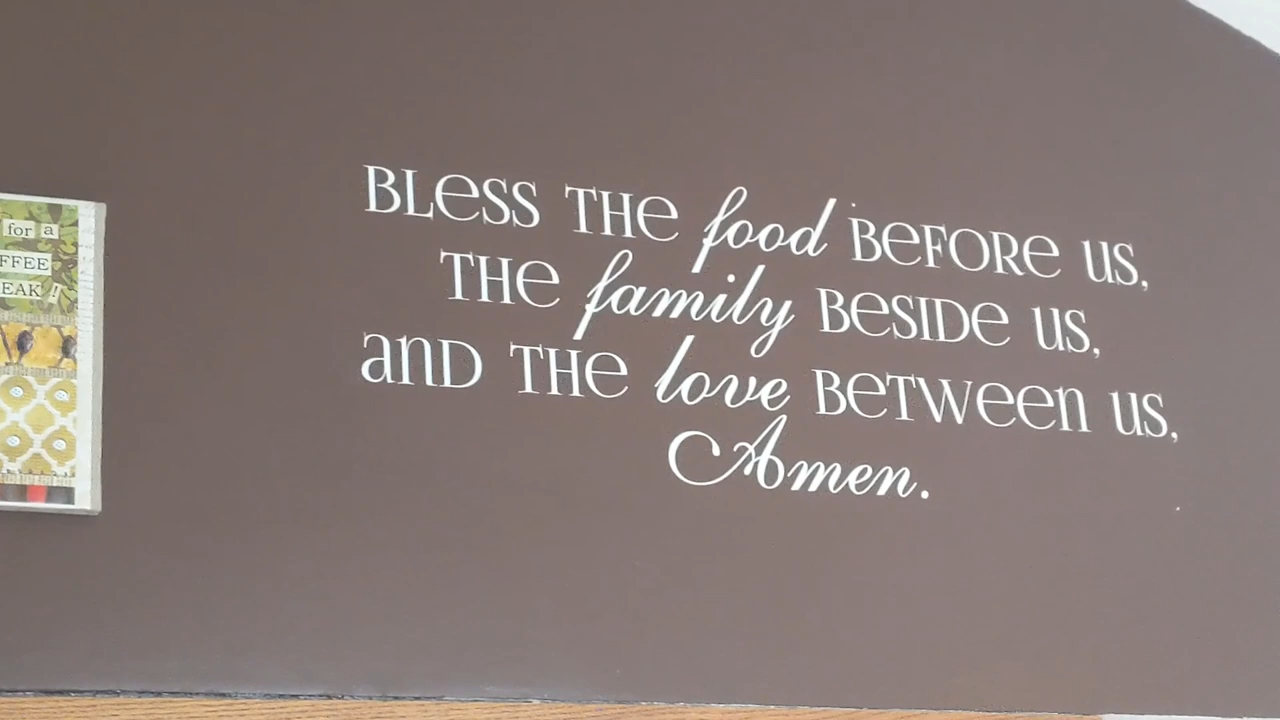 BLess THe food BeFORe us,
THe family BesIDe us,
anD THe love BeTWeen us,
Amen.
for a
FFEE
EAK!